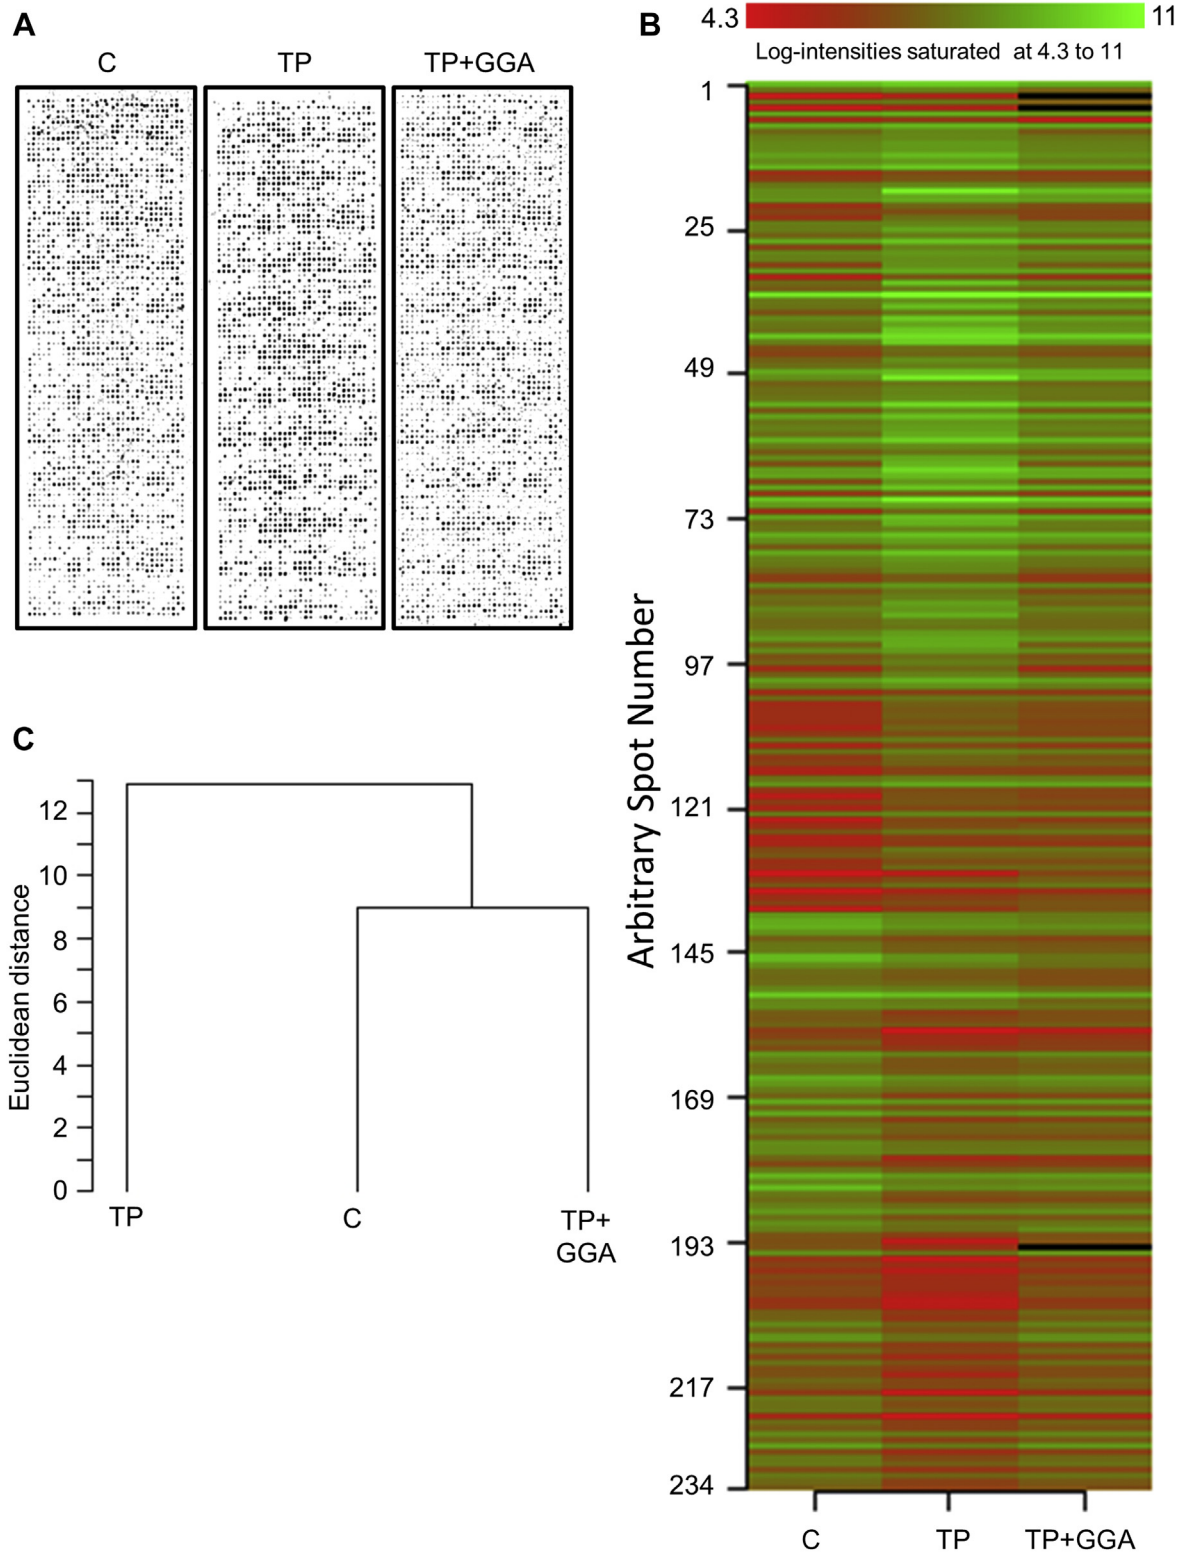 A
C
TP
TP+GGA
B
4.3
11
Log-intensities saturated at 4.3 to 11
1
25
49
73
97
121
145
169
193
217
234
Arbitrary Spot Number
C
TP
TP+GGA
C
12
10
8
6
4
2
0
Euclidean distance
TP
C
TP+
GGA